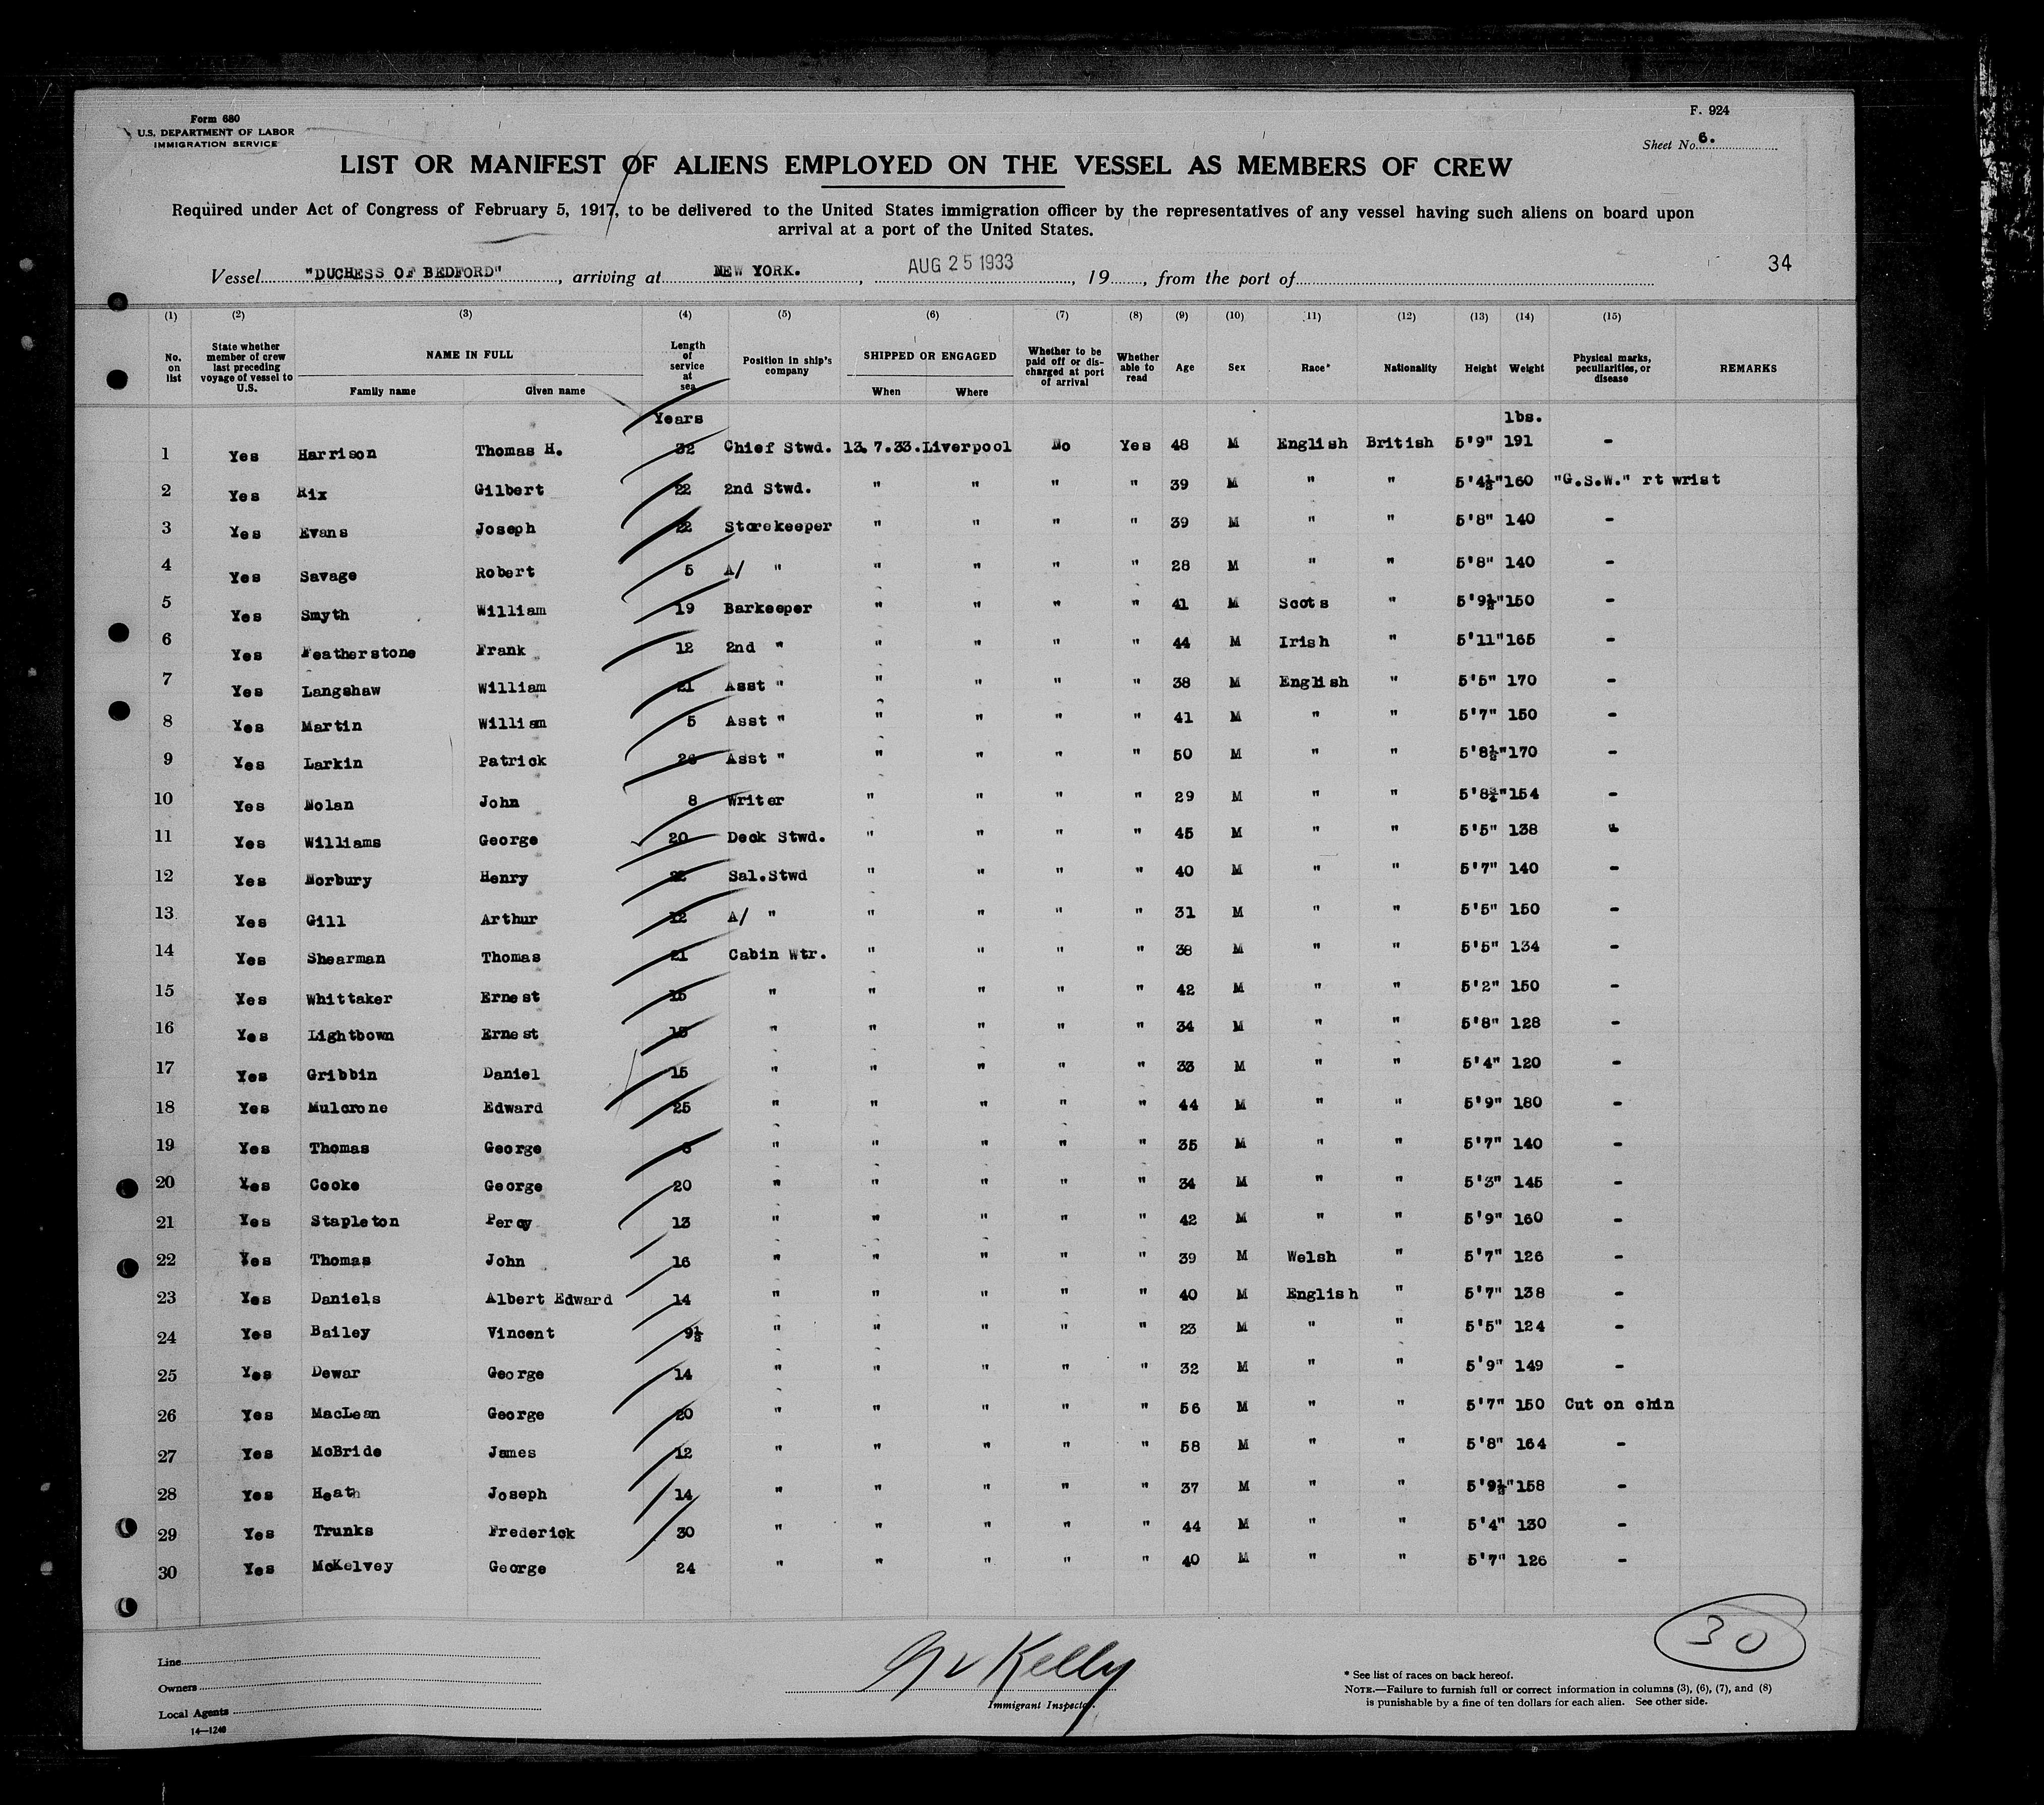 Form 680
U.S. DEPARTMENT OF LABOR
IMMIGRATION SERVICE
F. 924
Sheet No. 6.
LIST OR MANIFEST OF ALIENS EMPLOYED ON THE VESSEL AS MEMBERS OF CREW
Required under Act of Congress of February 5, 1917, to be delivered to the United States immigration officer by the representatives of any vessel having such aliens on board upon
arrival at a port of the United States.
Vessel "DUCHESS OF BEDFORD", arriving at NEW YORK., AUG 25 1933, 19, from the port of
34
(1) (2) (3) (4) (5) (6) (7) (8) (9) (10) (11) (12) (13) (14) (15)
No. on list State whether member of crew last preceding voyage of vessel to U.S. NAME IN FULL Family name Given name Length of service at sea Position in ship's company SHIPPED OR ENGAGED When Where Whether to be paid off or discharged at port of arrival Whether able to read Age Sex Race* Nationality Height Weight Physical marks, peculiarities, or disease REMARKS
Years lbs.
1 Yes Harrison Thomas H. 32 Chief Stwd. 13.7.33. Liverpool No Yes 48 M English British 5'9" 191 -
2 Yes Rix Gilbert 22 2nd Stwd. " " " " 39 M " " 5'4½" 160 "G.S.W." rt wrist
3 Yes Evans Joseph 22 Storekeeper " " " " 39 M " " 5'8" 140 -
4 Yes Savage Robert 5 A/ " " " " " 28 M " " 5'8" 140 -
5 Yes Smyth William 19 Barkeeper " " " " 41 M Scots " 5'9½" 150 -
6 Yes Featherstone Frank 12 2nd " " " " " 44 M Irish " 5'11" 165 -
7 Yes Langshaw William 21 Asst " " " " " 38 M English " 5'5" 170 -
8 Yes Martin William 5 Asst " " " " " 41 M " " 5'7" 150 -
9 Yes Larkin Patrick 26 Asst " " " " " 50 M " " 5'8½" 170 -
10 Yes Nolan John 8 Writer " " " " 29 M " " 5'8¾" 154 -
11 Yes Williams George 20 Deck Stwd. " " " " 45 M " " 5'5" 138 -
12 Yes Norbury Henry 22 Sal.Stwd " " " " 40 M " " 5'7" 140 -
13 Yes Gill Arthur 12 A/ " " " " " 31 M " " 5'5" 150 -
14 Yes Shearman Thomas 21 Cabin Wtr. " " " " 38 M " " 5'5" 134 -
15 Yes Whittaker Ernest 15 " " " " " 42 M " " 5'2" 150 -
16 Yes Lightbown Ernest 15 " " " " " 34 M " " 5'8" 128 -
17 Yes Gribbin Daniel 15 " " " " " 33 M " " 5'4" 120 -
18 Yes Mulcrone Edward 25 " " " " " 44 M " " 5'9" 180 -
19 Yes Thomas George " " " " " 35 M " " 5'7" 140 -
20 Yes Cooke George 20 " " " " " 34 M " " 5'3" 145 -
21 Yes Stapleton Percy 13 " " " " " 42 M " " 5'9" 160 -
22 Yes Thomas John 16 " " " " " 39 M Welsh " 5'7" 126 -
23 Yes Daniels Albert Edward 14 " " " " " 40 M English " 5'7" 138 -
24 Yes Bailey Vincent 9½ " " " " " 23 M " " 5'5" 124 -
25 Yes Dewar George 14 " " " " " 32 M " " 5'9" 149 -
26 Yes MacLean George 20 " " " " " 56 M " " 5'7" 150 Cut on chin
27 Yes McBride James 12 " " " " " 58 M " " 5'8" 164 -
28 Yes Heath Joseph 14 " " " " " 37 M " " 5'9½" 158 -
29 Yes Trunks Frederick 30 " " " " " 44 M " " 5'4" 130 -
30 Yes McKelvey George 24 " " " " " 40 M " " 5'7" 126 -
30
Line
Owners
Local Agents
14—1240
Kelly
Immigrant Inspector.
* See list of races on back hereof.
NOTE.—Failure to furnish full or correct information in columns (3), (6), (7), and (8)
is punishable by a fine of ten dollars for each alien. See other side.